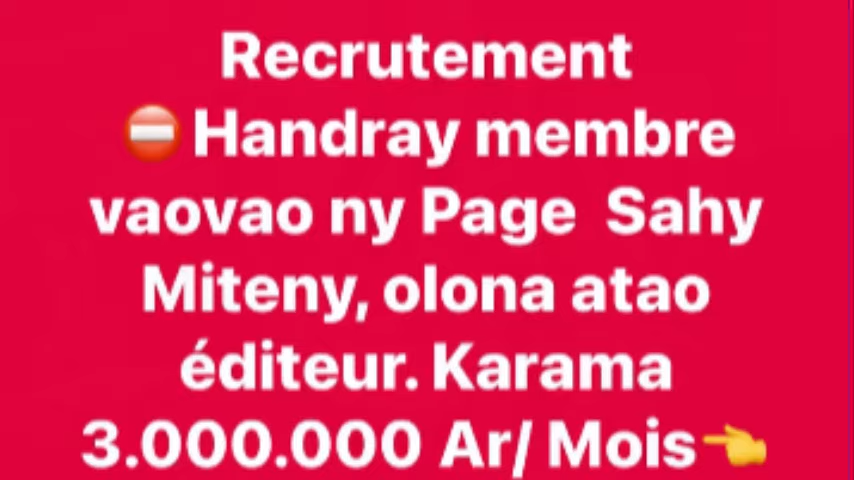 Recrutement
⛔ Handray membre
vaovao ny Page Sahy
Miteny, olona atao
éditeur. Karama
3.000.000 Ar/ Mois👈